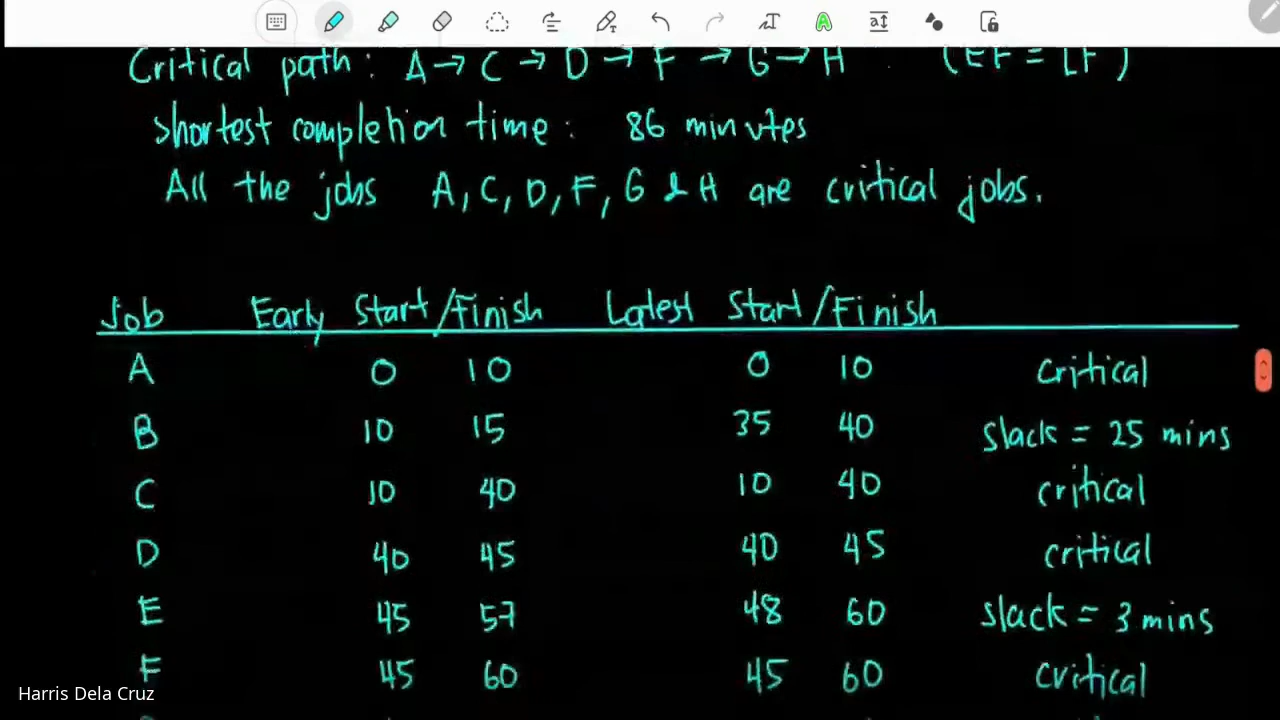 Critical path: A → C → D → F → G → H. (EF = LF)
Shortest completion time: 86 minutes
All the jobs A, C, D, F, G & H are critical jobs.
Job Early Start/Finish Latest Start/Finish
A 0 10 0 10 Critical
B 10 15 35 40 slack = 25 mins
C 10 40 10 40 critical
D 40 45 40 45 critical
E 45 57 48 60 slack = 3 mins
F 45 60 45 60 critical
Harris Dela Cruz